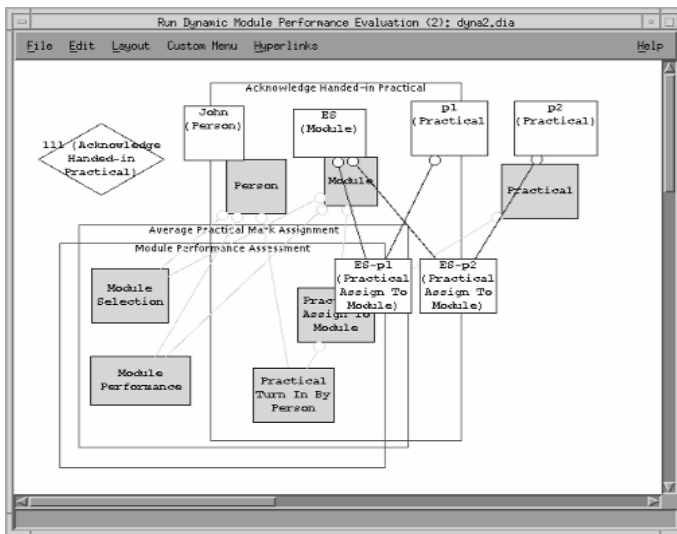 Run Dynamic Module Performance Evaluation (2): dyna2.dia
File Edit Layout Custom Menu Hyperlinks Help
Acknowledge Handed-in Practical
John
(Person)
ES
(Module)
p1
(Practical
p2
(Practical)
111 (Acknowledge
Handed-in
Practical)
Person
Module
Practical
Average Practical Mark Assignment
Module Performance Assessment
ES-p1
(Practical
Assign To
Module)
ES-p2
(Practical
Assign To
Module)
Module
Selection
Prac
Assign To
Module
Module
Performance
Practical
Turn In By
Person